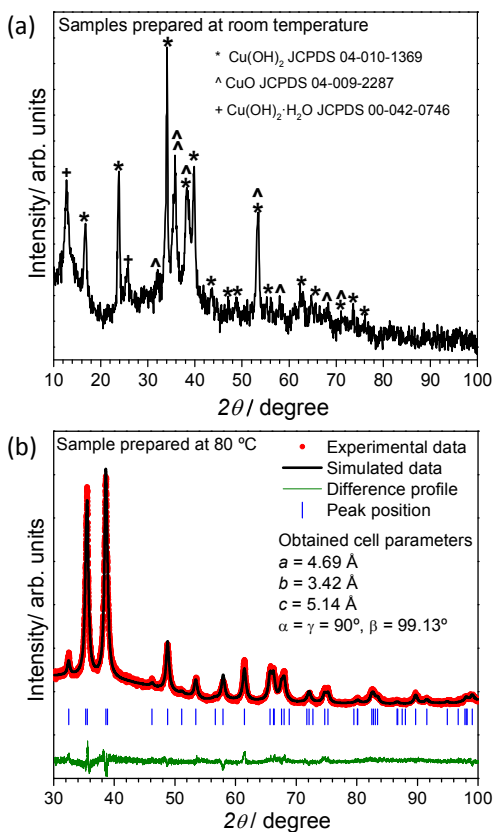 (a)
Samples prepared at room temperature
* Cu(OH)₂ JCPDS 04-010-1369
^ CuO JCPDS 04-009-2287
+ Cu(OH)₂·H₂O JCPDS 00-042-0746
+ * * + ^ * ^ ^ ^ * * * * * ^ * * ^ * * ^ ^ * * *
Intensity/ arb. units
10 20 30 40 50 60 70 80 90 100
2θ / degree
(b)
Sample prepared at 80 ºC
Experimental data
Simulated data
Difference profile
Peak position
Obtained cell parameters
a = 4.69 Å
b = 3.42 Å
c = 5.14 Å
α = γ = 90º, β = 99.13º
Intensity/ arb. units
30 40 50 60 70 80 90 100
2θ / degree